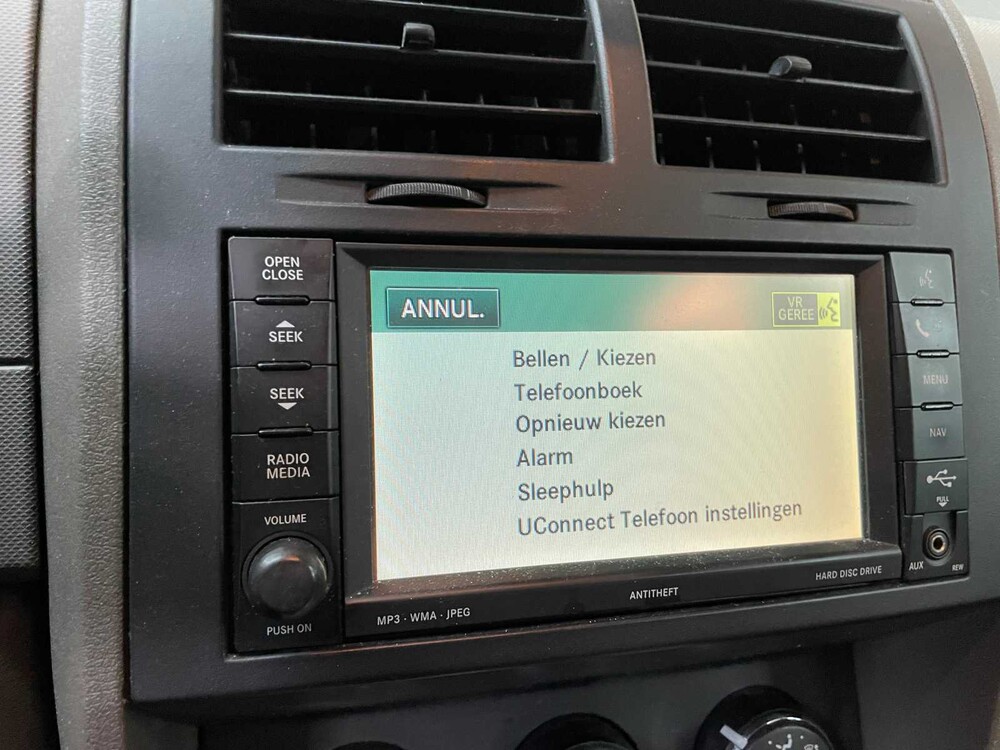 OPEN
CLOSE
SEEK
SEEK
RADIO
MEDIA
VOLUME
PUSH ON
ANNUL.
VR
GEREE
Bellen / Kiezen
Telefoonboek
Opnieuw kiezen
Alarm
Sleephulp
UConnect Telefoon instellingen
MENU
NAV
PULL
AUX
REW
MP3 · WMA · JPEG
ANTITHEFT
HARD DISC DRIVE